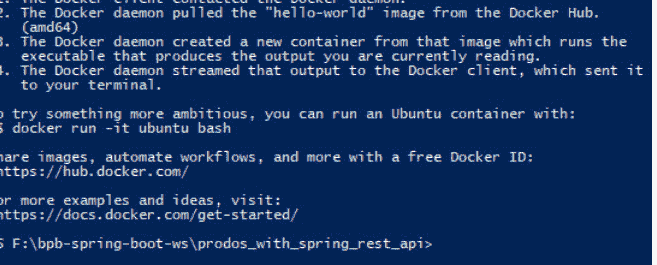 1. The Docker client contacted the Docker daemon.
2. The Docker daemon pulled the "hello-world" image from the Docker Hub.
(amd64)
3. The Docker daemon created a new container from that image which runs the
executable that produces the output you are currently reading.
4. The Docker daemon streamed that output to the Docker client, which sent it
to your terminal.
o try something more ambitious, you can run an Ubuntu container with:
$ docker run -it ubuntu bash
hare images, automate workflows, and more with a free Docker ID:
https://hub.docker.com/
or more examples and ideas, visit:
https://docs.docker.com/get-started/
S F:\bpb-spring-boot-ws\prodos_with_spring_rest_api>